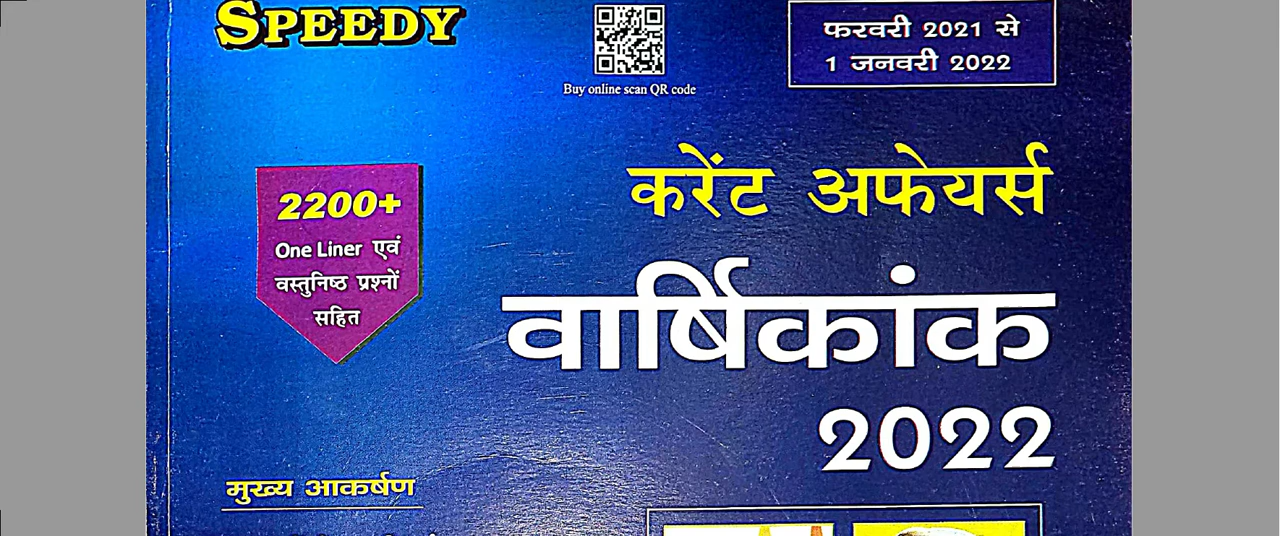 SPEEDY
Buy online scan QR code
फरवरी 2021 से
1 जनवरी 2022
करेंट अफेयर्स
वार्षिकांक
2022
2200+
One Liner एवं
वस्तुनिष्ठ प्रश्नों
सहित
मुख्य आकर्षण